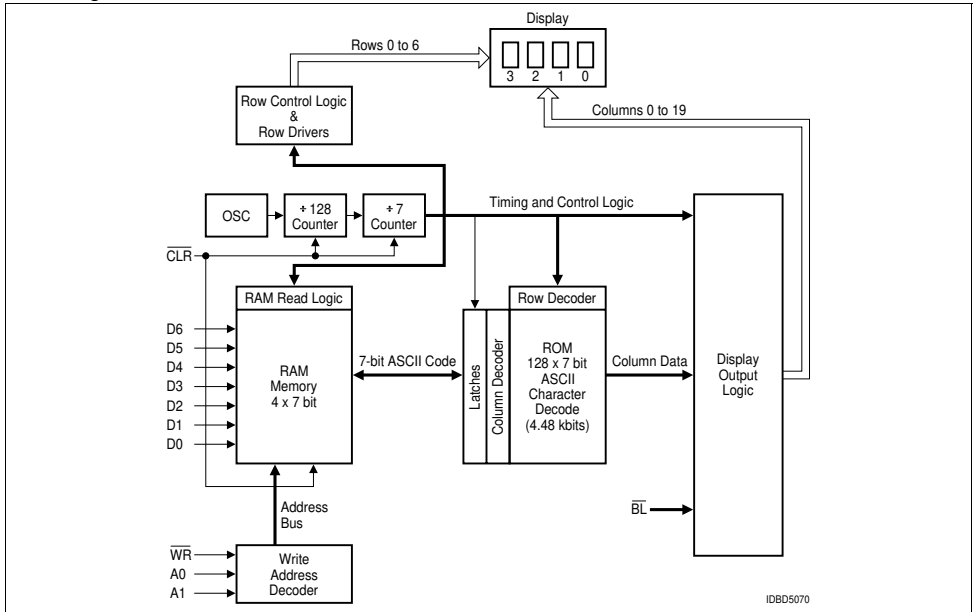 Display
Rows 0 to 6
3 2 1 0
Row Control Logic
&
Row Drivers
Columns 0 to 19
OSC
÷ 128
Counter
÷ 7
Counter
Timing and Control Logic
CLR
RAM Read Logic
Row Decoder
D6
D5
D4
D3
D2
D1
D0
RAM
Memory
4 x 7 bit
7-bit ASCII Code
Latches
Column Decoder
ROM
128 x 7 bit
ASCII
Character
Decode
(4.48 kbits)
Column Data
Display
Output
Logic
Address
Bus
BL
WR
A0
A1
Write
Address
Decoder
IDBD5070